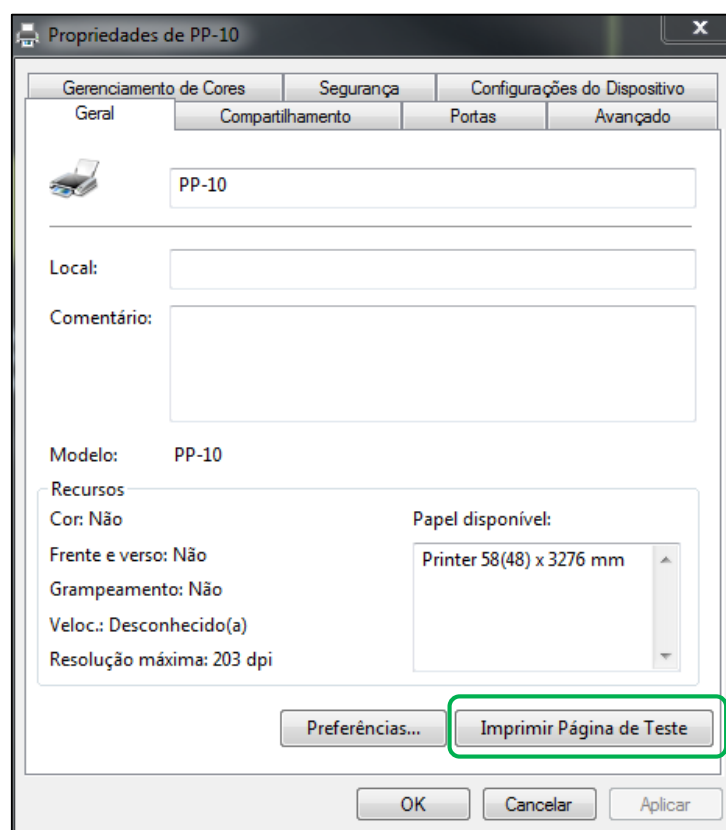 Propriedades de PP-10
x
Gerenciamento de Cores Segurança Configurações do Dispositivo
Geral Compartilhamento Portas Avançado
PP-10
Local:
Comentário:
Modelo: PP-10
Recursos
Cor: Não Papel disponível:
Frente e verso: Não Printer 58(48) x 3276 mm
Grampeamento: Não
Veloc.: Desconhecido(a)
Resolução máxima: 203 dpi
Preferências... Imprimir Página de Teste
OK Cancelar Aplicar